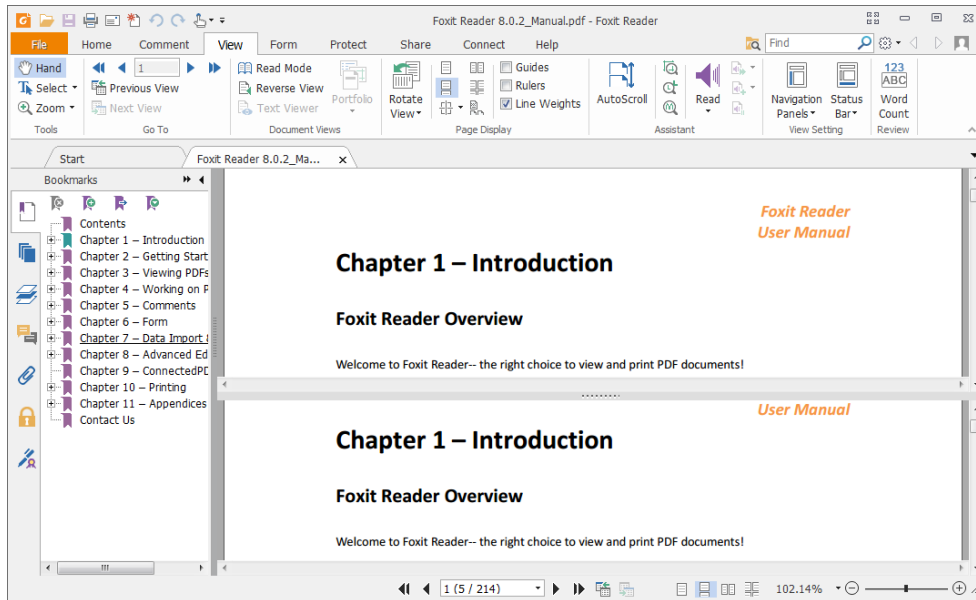 Foxit Reader 8.0.2_Manual.pdf - Foxit Reader
File Home Comment View Form Protect Share Connect Help Find
Hand
Select
Zoom
Tools
1
Previous View
Next View
Go To
Read Mode
Reverse View
Text Viewer
Portfolio
Document Views
Rotate
View
Guides
Rulers
Line Weights
Page Display
AutoScroll
Read
Assistant
Navigation
Panels
Status
Bar
View Setting
123
ABC
Word
Count
Review
Start
Foxit Reader 8.0.2_Ma...
Bookmarks
Contents
Chapter 1 – Introduction
Chapter 2 – Getting Start
Chapter 3 – Viewing PDFs
Chapter 4 – Working on P
Chapter 5 – Comments
Chapter 6 – Form
Chapter 7 – Data Import
Chapter 8 – Advanced Ed
Chapter 9 – ConnectedPD
Chapter 10 – Printing
Chapter 11 – Appendices
Contact Us
Foxit Reader
User Manual
Chapter 1 – Introduction
Foxit Reader Overview
Welcome to Foxit Reader-- the right choice to view and print PDF documents!
User Manual
Chapter 1 – Introduction
Foxit Reader Overview
Welcome to Foxit Reader-- the right choice to view and print PDF documents!
1 (5 / 214)
102.14%